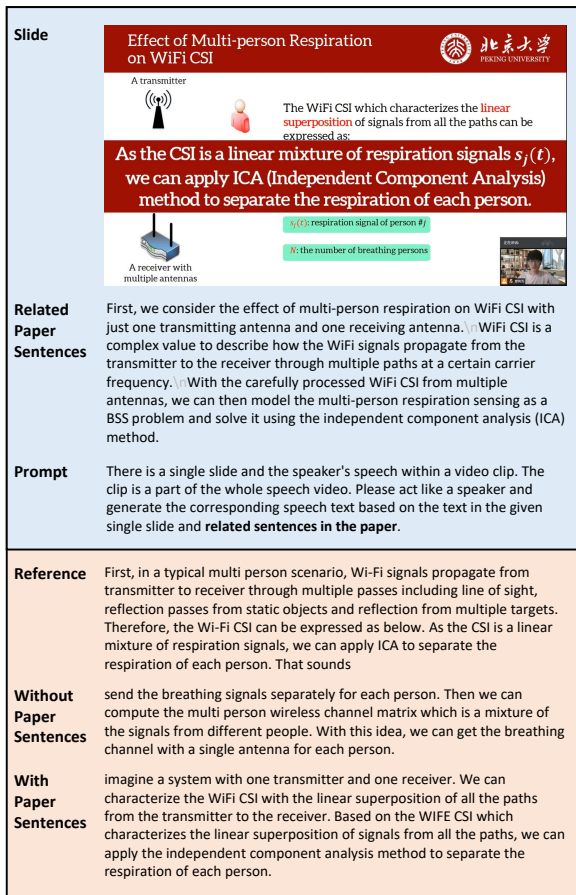 Slide
Effect of Multi-person Respiration
on WiFi CSI
北京大学
PEKING UNIVERSITY
A transmitter
The WiFi CSI which characterizes the linear
superposition of signals from all the paths can be
expressed as:
As the CSI is a linear mixture of respiration signals s_j(t),
we can apply ICA (Independent Component Analysis)
method to separate the respiration of each person.
s_j(t): respiration signal of person #j
N: the number of breathing persons
A receiver with
multiple antennas
Related
Paper
Sentences
First, we consider the effect of multi-person respiration on WiFi CSI with
just one transmitting antenna and one receiving antenna.\nWiFi CSI is a
complex value to describe how the WiFi signals propagate from the
transmitter to the receiver through multiple paths at a certain carrier
frequency.\nWith the carefully processed WiFi CSI from multiple
antennas, we can then model the multi-person respiration sensing as a
BSS problem and solve it using the independent component analysis (ICA)
method.
Prompt
There is a single slide and the speaker's speech within a video clip. The
clip is a part of the whole speech video. Please act like a speaker and
generate the corresponding speech text based on the text in the given
single slide and related sentences in the paper.
Reference
First, in a typical multi person scenario, Wi-Fi signals propagate from
transmitter to receiver through multiple passes including line of sight,
reflection passes from static objects and reflection from multiple targets.
Therefore, the Wi-Fi CSI can be expressed as below. As the CSI is a linear
mixture of respiration signals, we can apply ICA to separate the
respiration of each person. That sounds
Without
Paper
Sentences
send the breathing signals separately for each person. Then we can
compute the multi person wireless channel matrix which is a mixture of
the signals from different people. With this idea, we can get the breathing
channel with a single antenna for each person.
With
Paper
Sentences
imagine a system with one transmitter and one receiver. We can
characterize the WiFi CSI with the linear superposition of all the paths
from the transmitter to the receiver. Based on the WIFE CSI which
characterizes the linear superposition of signals from all the paths, we can
apply the independent component analysis method to separate the
respiration of each person.